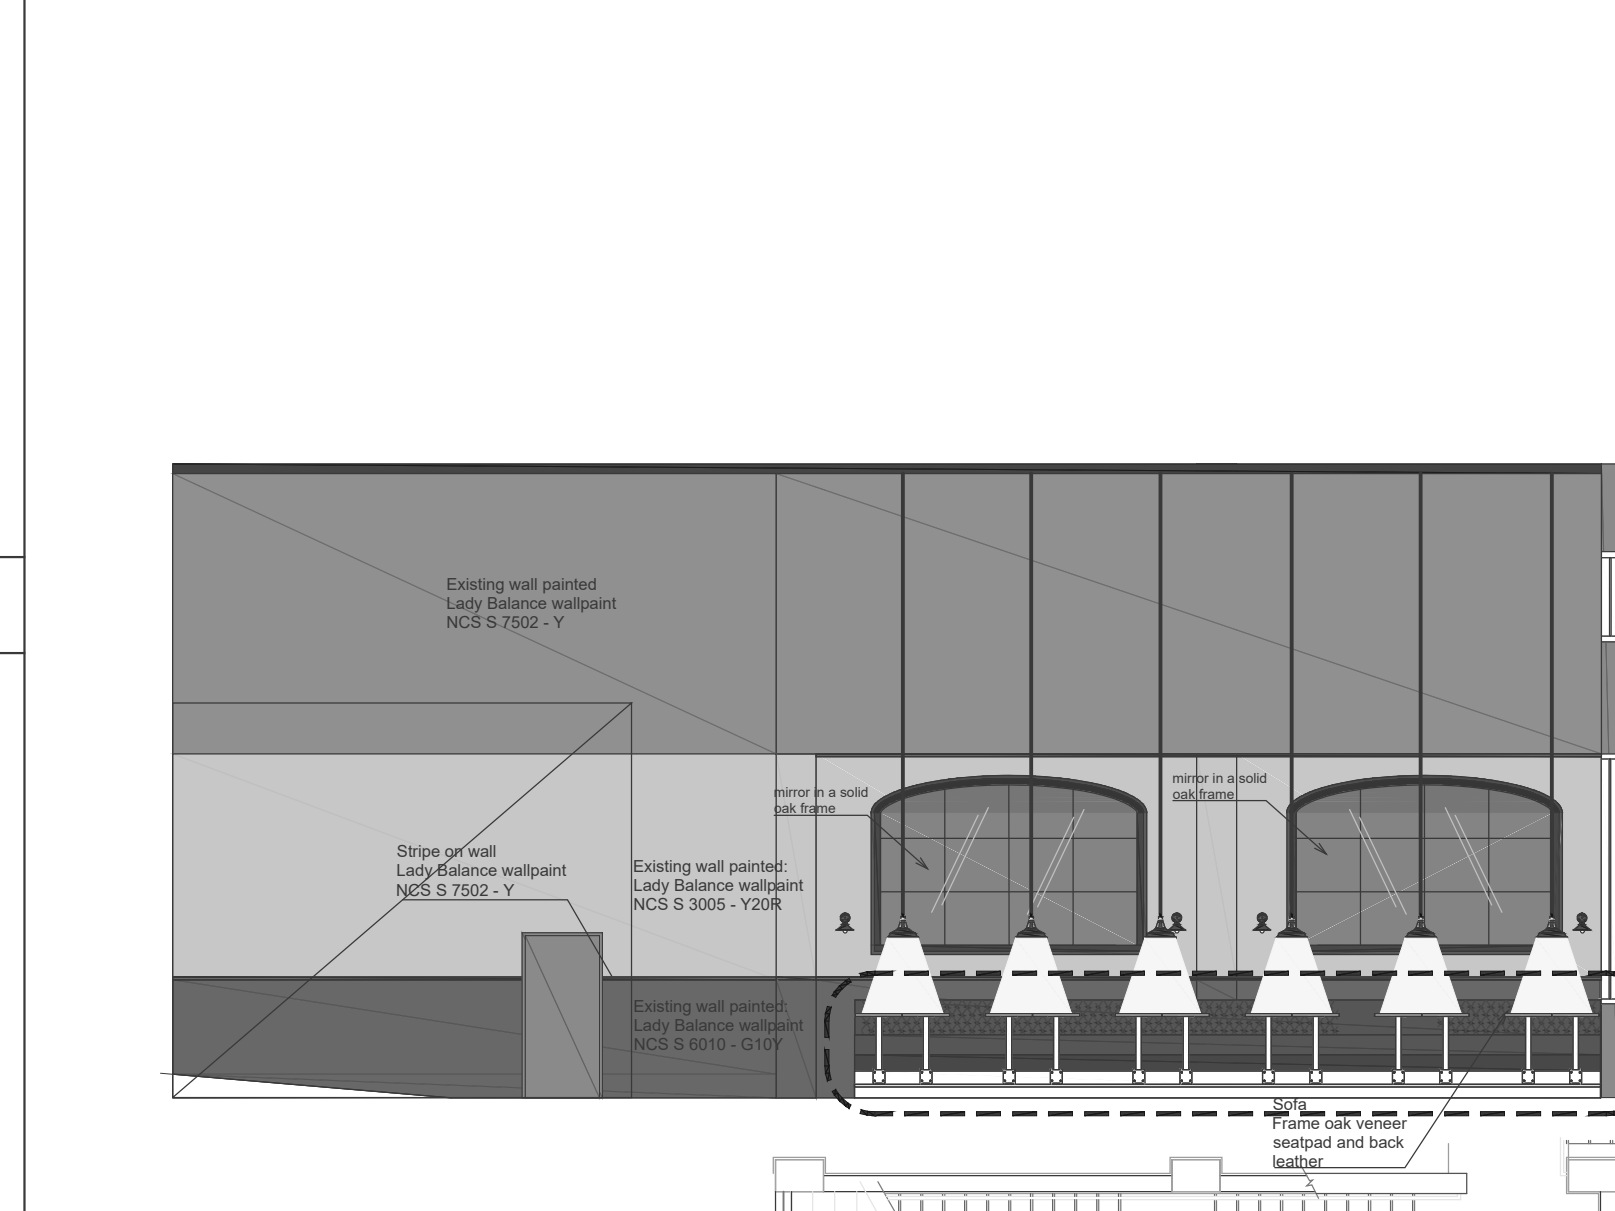 Existing wall painted
Lady Balance wallpaint
NCS S 7502 - Y
mirror in a solid
oak frame
mirror in a solid
oak frame
Stripe on wall
Lady Balance wallpaint
NCS S 7502 - Y
Existing wall painted:
Lady Balance wallpaint
NCS S 3005 - Y20R
Existing wall painted:
Lady Balance wallpaint
NCS S 6010 - G10Y
Sofa
Frame oak veneer
seatpad and back
leather